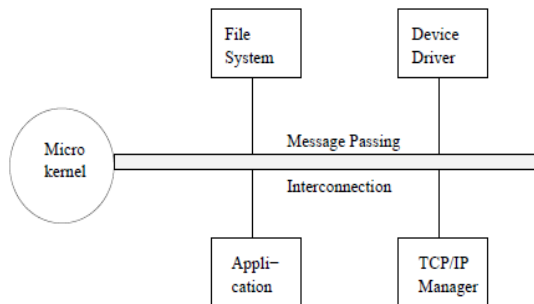 File
System
Device
Driver
Micro
kernel
Message Passing
Interconnection
Appli−
cation
TCP/IP
Manager